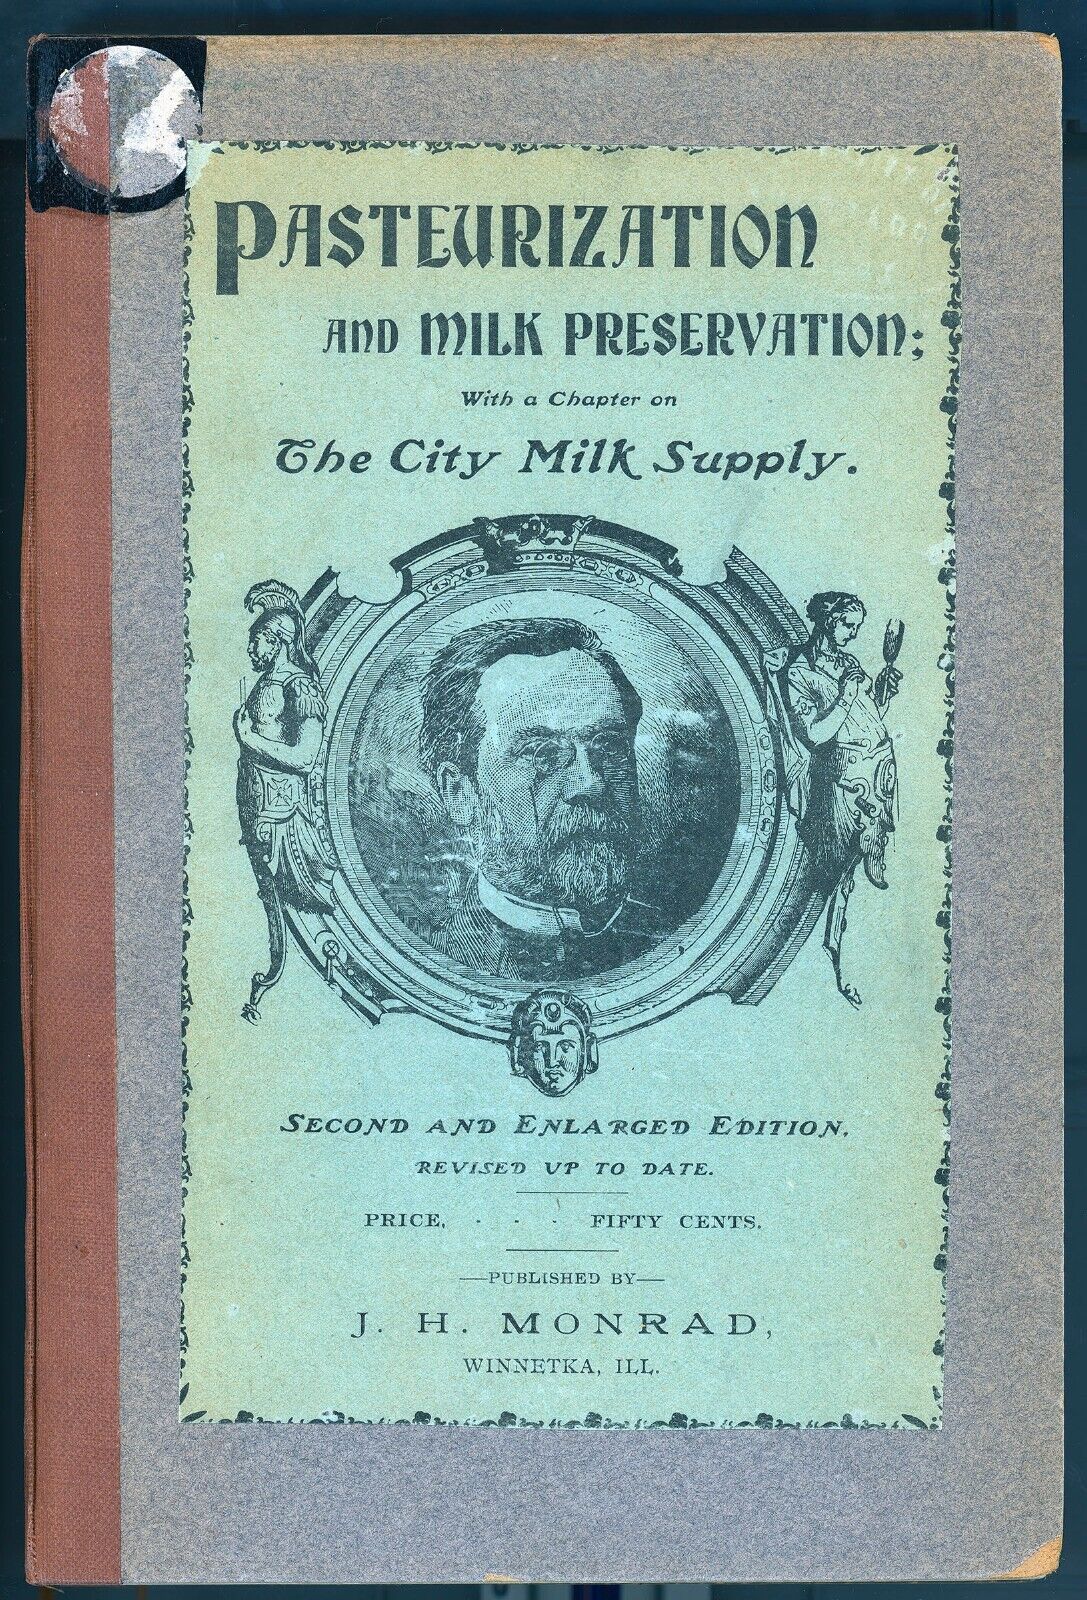 PASTEURIZATION
AND MILK PRESERVATION;
With a Chapter on
The City Milk Supply.
SECOND AND ENLARGED EDITION.
REVISED UP TO DATE.
PRICE, - - - FIFTY CENTS.
—PUBLISHED BY—
J. H. MONRAD,
WINNETKA, ILL.